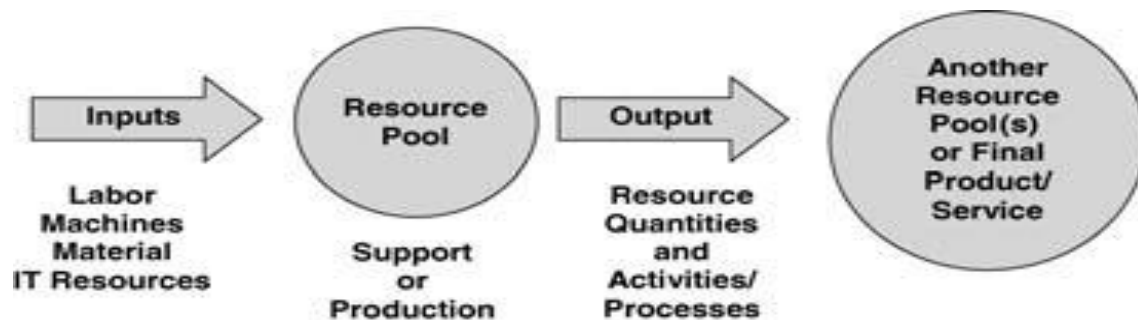 Inputs
Labor
Machines
Material
IT Resources
Resource
Pool
Support
or
Production
Output
Resource
Quantities
and
Activities/
Processes
Another
Resource
Pool(s)
or Final
Product/
Service